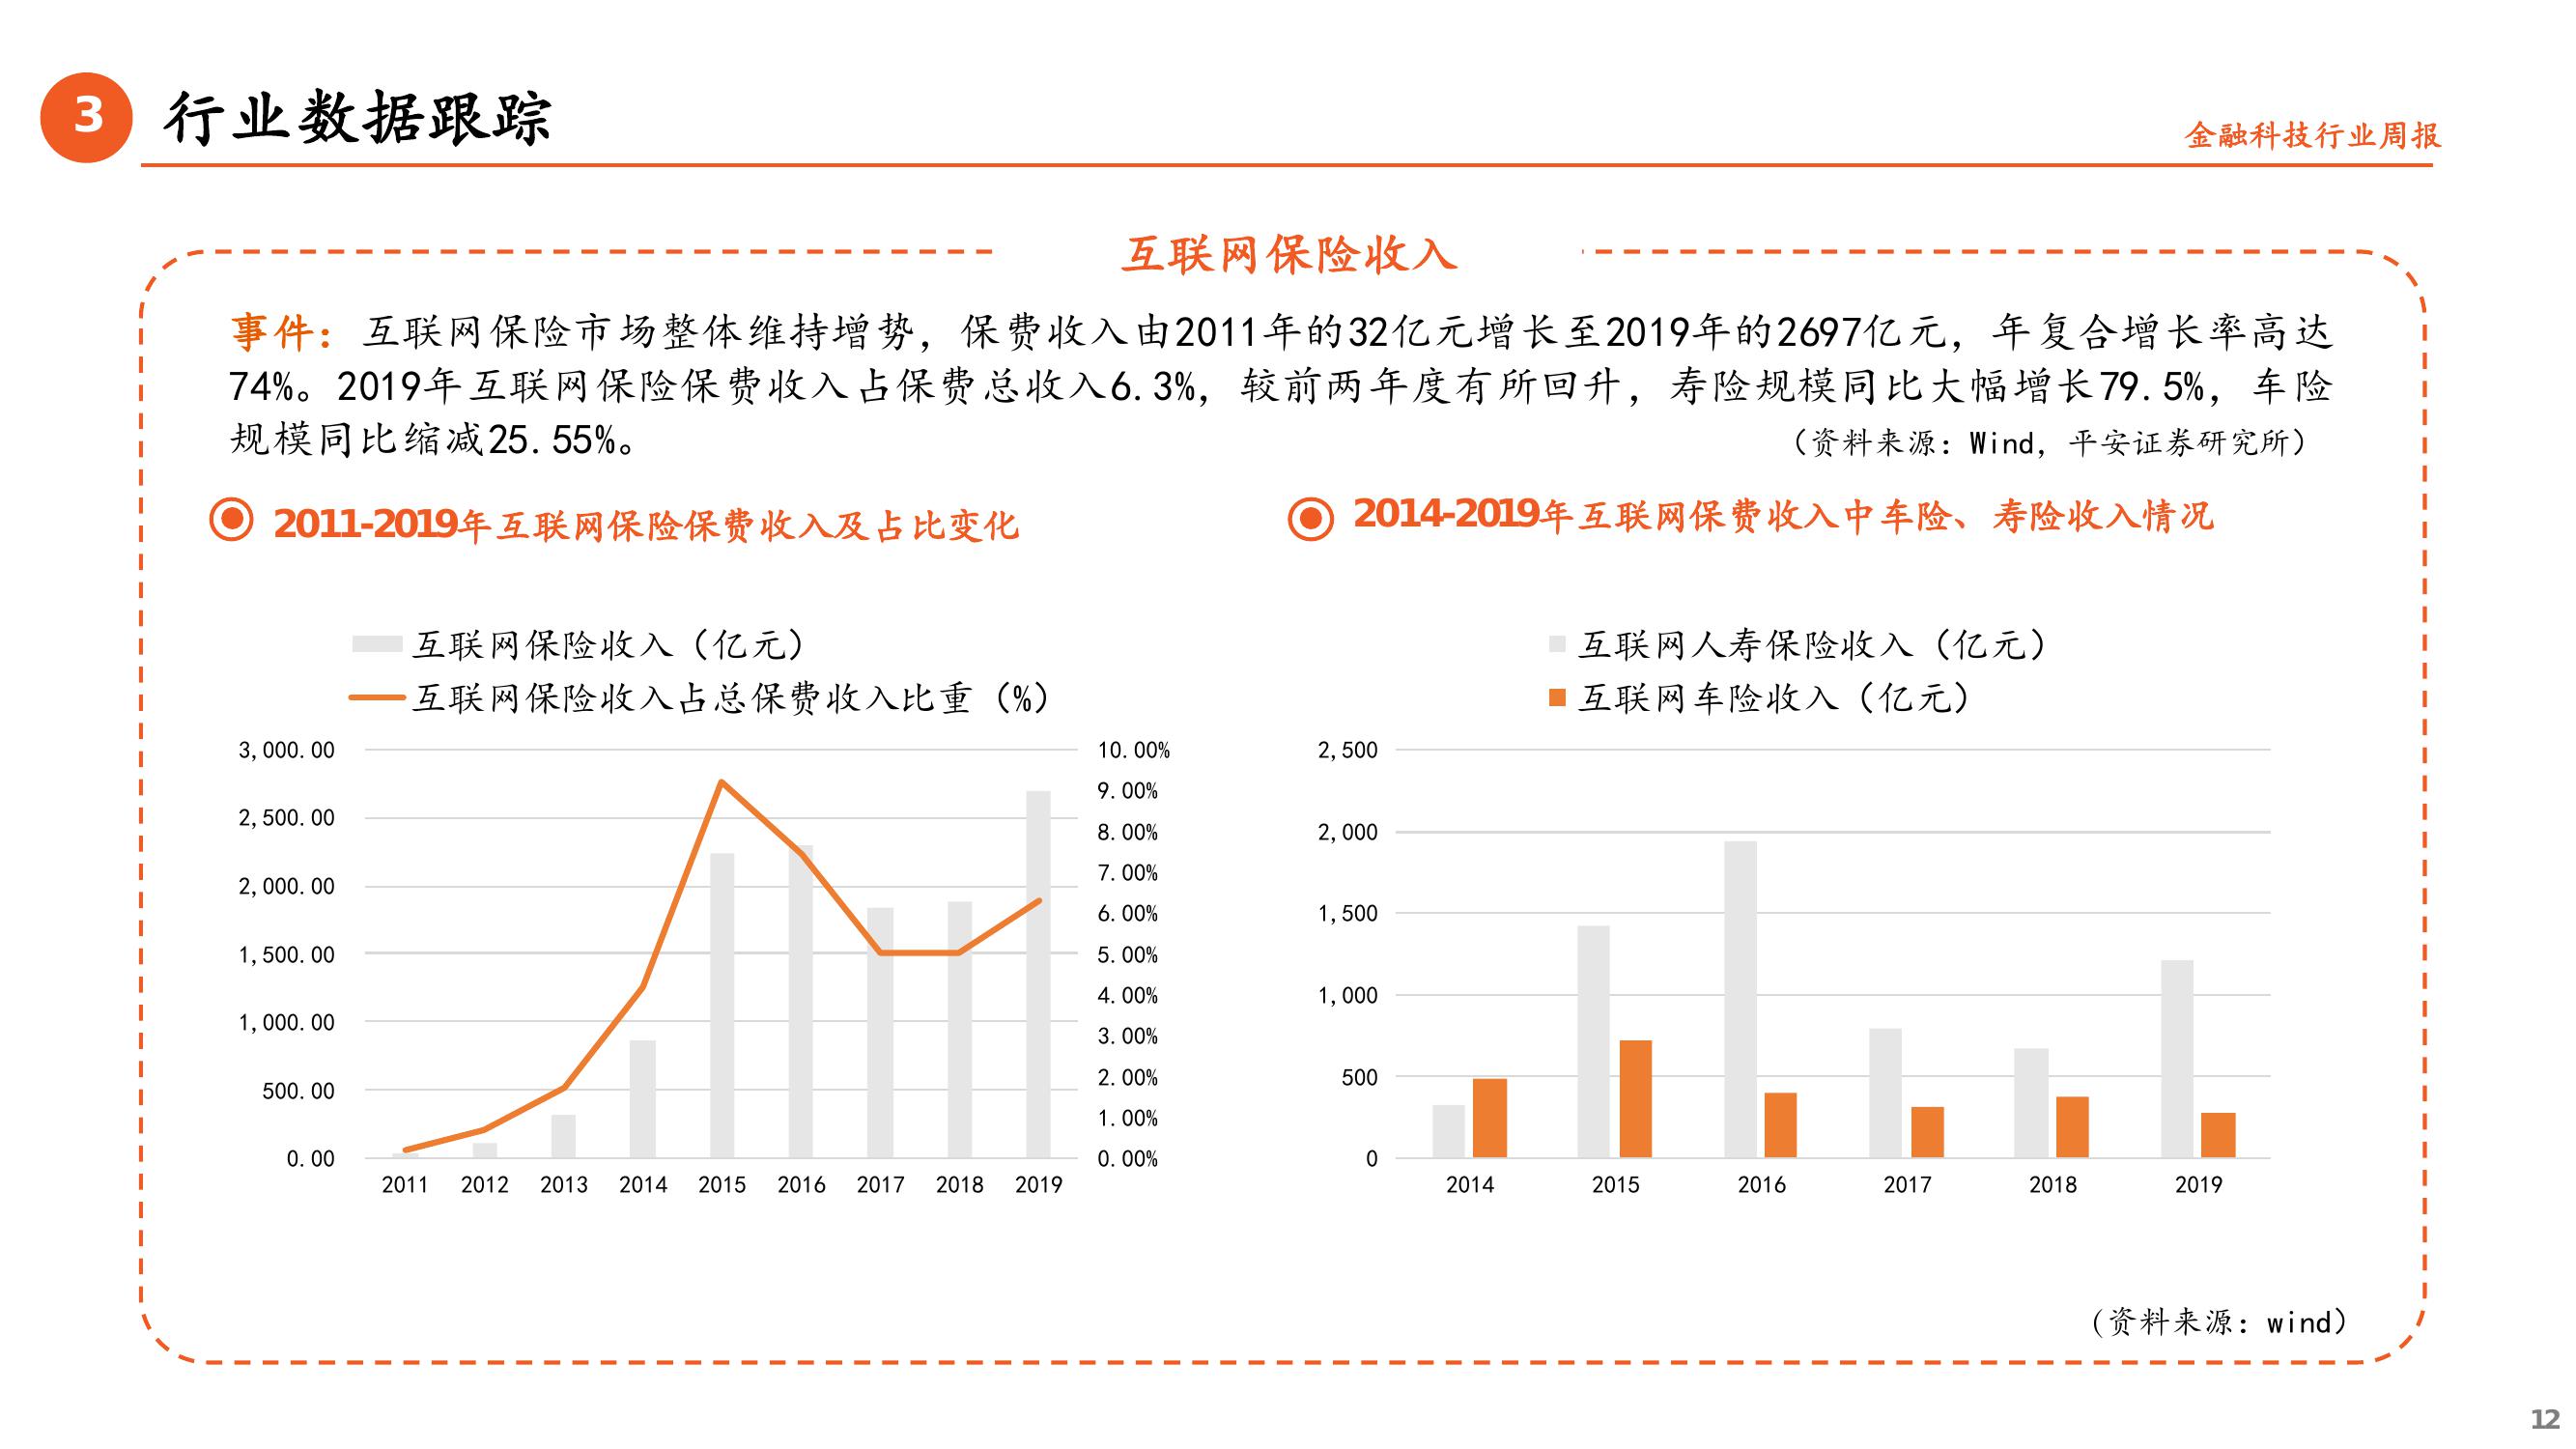 3
行业数据跟踪
金融科技行业周报
互联网保险收入
事件：互联网保险市场整体维持增势，保费收入由2011年的32亿元增长至2019年的2697亿元，年复合增长率高达
74%。2019年互联网保险保费收入占保费总收入6.3%，较前两年度有所回升，寿险规模同比大幅增长79.5%，车险
规模同比缩减25.55%。
（资料来源：Wind，平安证券研究所）
2011-2019年互联网保险保费收入及占比变化
互联网保险收入（亿元）
互联网保险收入占总保费收入比重（%）
3,000.00
2,500.00
2,000.00
1,500.00
1,000.00
500.00
0.00
10.00%
9.00%
8.00%
7.00%
6.00%
5.00%
4.00%
3.00%
2.00%
1.00%
0.00%
2011 2012 2013 2014 2015 2016 2017 2018 2019
2014-2019年互联网保费收入中车险、寿险收入情况
互联网人寿保险收入（亿元）
互联网车险收入（亿元）
2,500
2,000
1,500
1,000
500
0
2014 2015 2016 2017 2018 2019
（资料来源：wind）
12